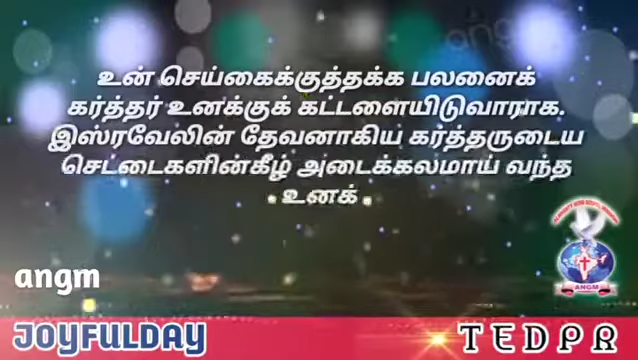 உன் செய்கைக்குத்தக்க பலனைக்
கர்த்தர் உனக்குக் கட்டளையிடுவாராக.
இஸ்ரவேலின் தேவனாகிய கர்த்தருடைய
செட்டைகளின்கீழ் அடைக்கலமாய் வந்த
உனக்
angm
ANGM
JOYFULDAY
TEDPR